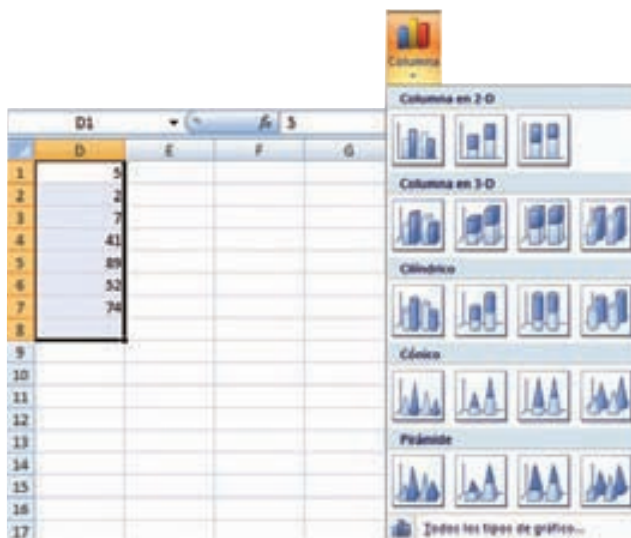 Columna
Columna en 2-D
D1 fx 5
D E F G
1 5
2 2
3 7
4 41
5 89
6 52
7 74
8
9
10
11
12
13
14
15
16
17
Columna en 3-D
Cilíndrico
Cónico
Pirámide
Todos los tipos de gráfico...